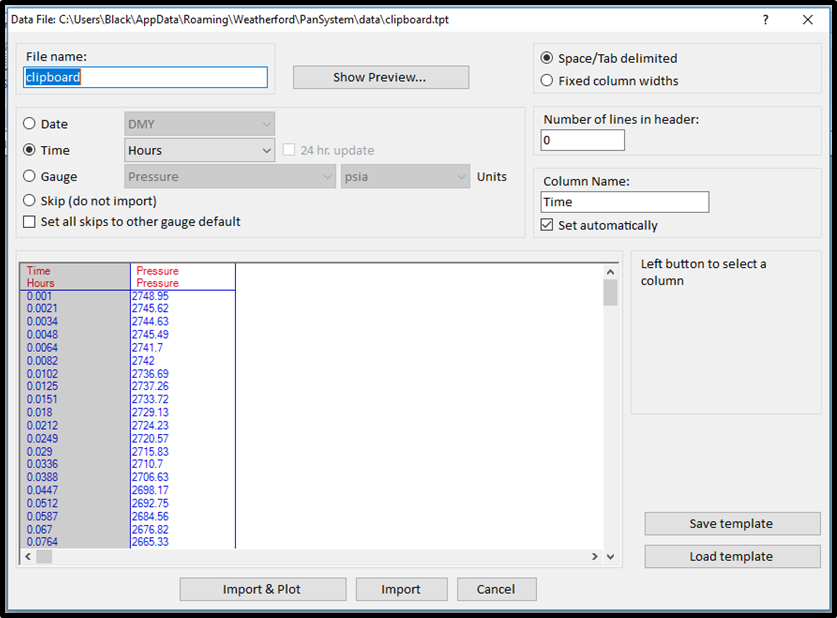 Data File: C:\Users\Black\AppData\Roaming\Weatherford\PanSystem\data\clipboard.tpt
?
File name:
clipboard
Show Preview...
Space/Tab delimited
Fixed column widths
Date
DMY
Time
Hours
24 hr. update
Gauge
Pressure
psia
Units
Skip (do not import)
Set all skips to other gauge default
Number of lines in header:
0
Column Name:
Time
Set automatically
Time Pressure
Hours Pressure
0.001 2748.95
0.0021 2745.62
0.0034 2744.63
0.0048 2745.49
0.0064 2741.7
0.0082 2742
0.0102 2736.69
0.0125 2737.26
0.0151 2733.72
0.018 2729.13
0.0212 2724.23
0.0249 2720.57
0.029 2715.83
0.0336 2710.7
0.0388 2706.63
0.0447 2698.17
0.0512 2692.75
0.0587 2684.56
0.067 2676.82
0.0764 2665.33
Left button to select a
column
Save template
Load template
Import & Plot
Import
Cancel